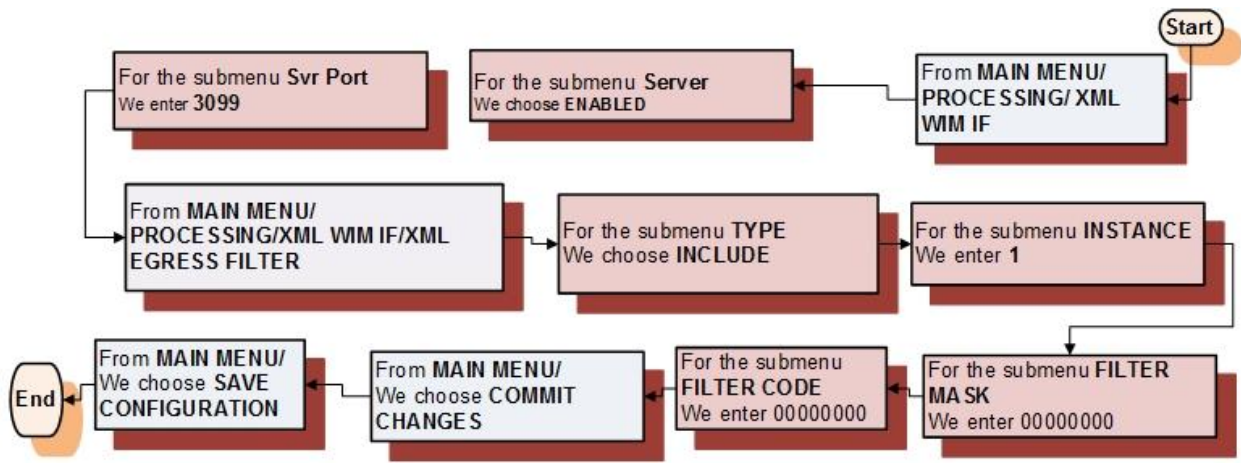 Start
From MAIN MENU/
PROCESSING/ XML
WIM IF
For the submenu Server
We choose ENABLED
For the submenu Svr Port
We enter 3099
From MAIN MENU/
PROCESSING/XML WIM IF/XML
EGRESS FILTER
For the submenu TYPE
We choose INCLUDE
For the submenu INSTANCE
We enter 1
For the submenu FILTER
MASK
We enter 00000000
For the submenu
FILTER CODE
We enter 00000000
From MAIN MENU/
We choose COMMIT
CHANGES
From MAIN MENU/
We choose SAVE
CONFIGURATION
End